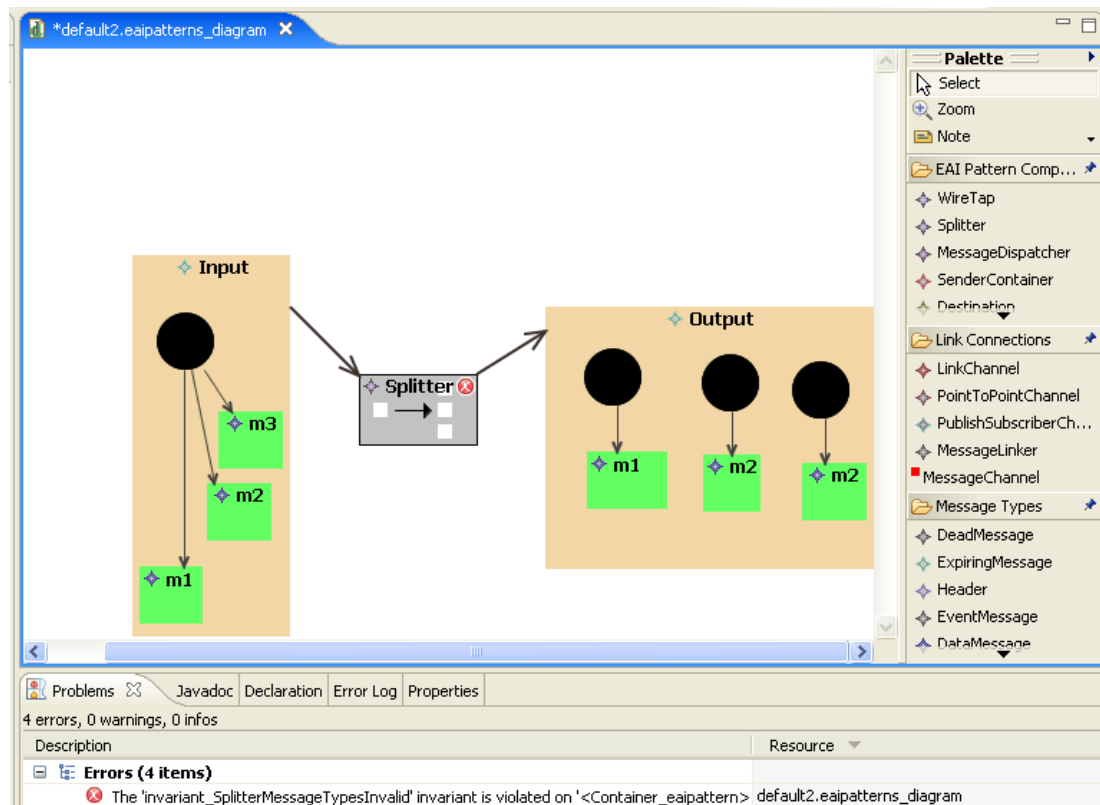 *default2.eaipatterns_diagram
Palette
Select
Zoom
Note
EAI Pattern Comp...
WireTap
Splitter
MessageDispatcher
SenderContainer
Destination
Link Connections
LinkChannel
PointToPointChannel
PublishSubscriberCh...
MessageLinker
MessageChannel
Message Types
DeadMessage
ExpiringMessage
Header
EventMessage
DataMessage
Input
m3
m2
m1
Splitter
Output
m1
m2
m2
Problems Javadoc Declaration Error Log Properties
4 errors, 0 warnings, 0 infos
Description Resource
Errors (4 items)
The 'invariant_SplitterMessageTypesInvalid' invariant is violated on '<Container_eaipattern> default2.eaipatterns_diagram